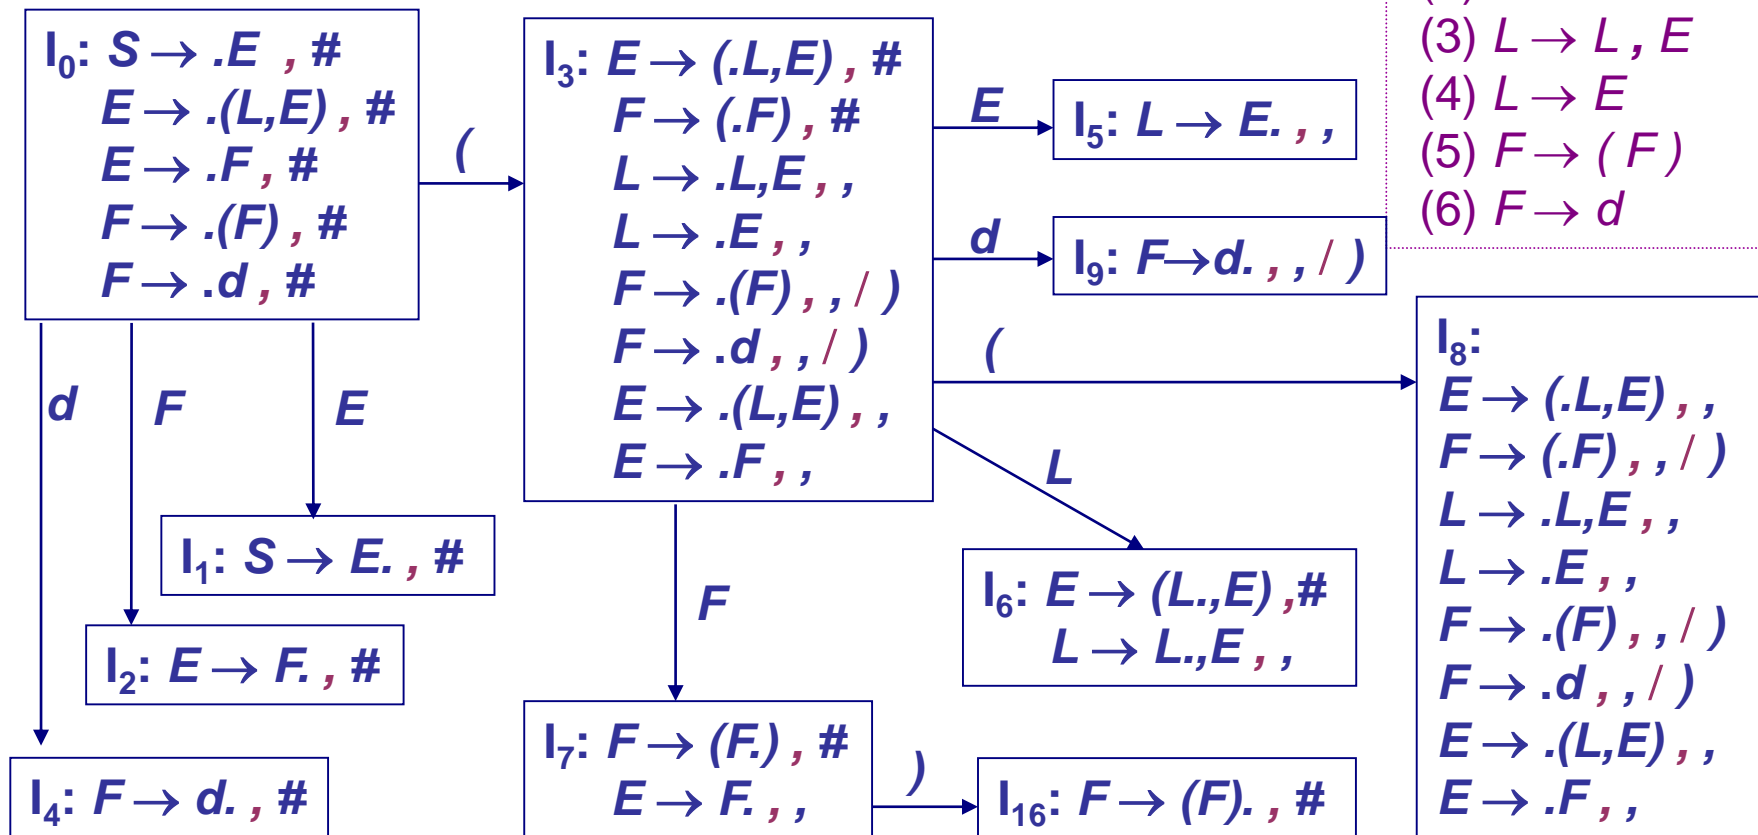 I0: S → .E , #
E → .(L,E) , #
E → .F , #
F → .(F) , #
F → .d , #
(
I3: E → (.L,E) , #
F → (.F) , #
L → .L,E , ,
L → .E , ,
F → .(F) , , / )
F → .d , , / )
E → .(L,E) , ,
E → .F , ,
E
I5: L → E. , ,
d
I9: F→d. , , / )
(3) L → L , E
(4) L → E
(5) F → ( F )
(6) F → d
(
I8:
E → (.L,E) , ,
F → (.F) , , / )
L → .L,E , ,
L → .E , ,
F → .(F) , , / )
F → .d , , / )
E → .(L,E) , ,
E → .F , ,
d
F
E
L
I1: S → E. , #
I6: E → (L.,E) ,#
L → L.,E , ,
F
I2: E → F. , #
I7: F → (F.) , #
E → F. , ,
)
I16: F → (F). , #
I4: F → d. , #